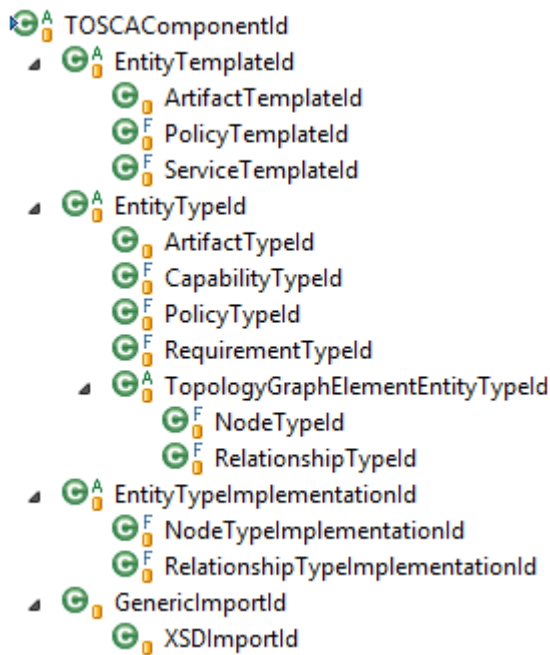 TOSCAComponentId
EntityTemplateId
ArtifactTemplateId
PolicyTemplateId
ServiceTemplateId
EntityTypeId
ArtifactTypeId
CapabilityTypeId
PolicyTypeId
RequirementTypeId
TopologyGraphElementEntityTypeId
NodeTypeId
RelationshipTypeId
EntityTypeImplementationId
NodeTypeImplementationId
RelationshipTypeImplementationId
GenericImportId
XSDImportId